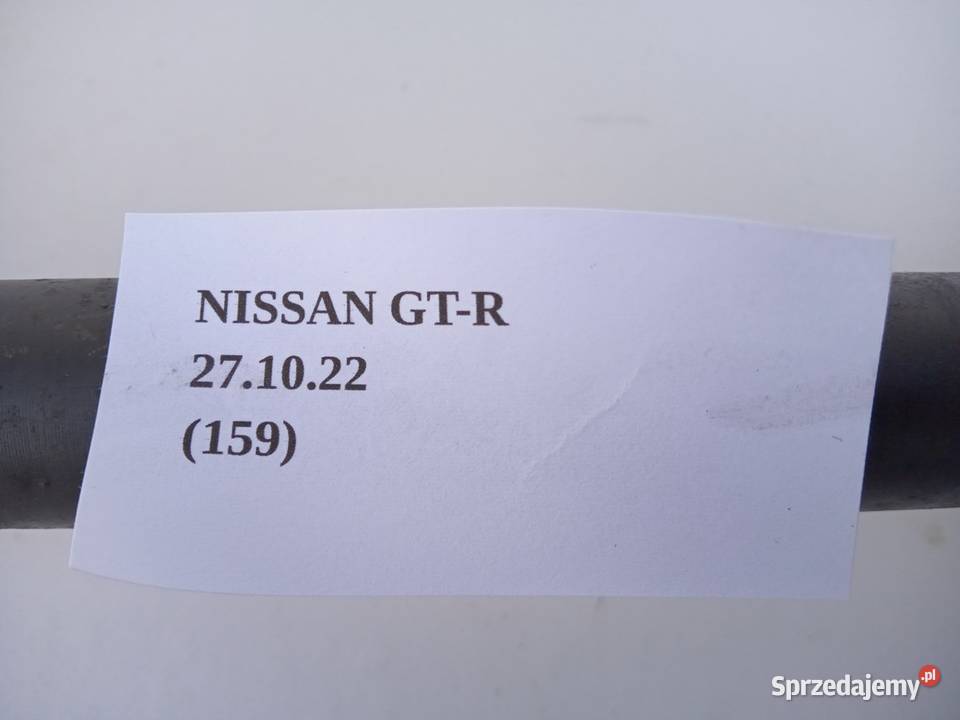 NISSAN GT-R
27.10.22
(159)
Sprzedajemy.pl